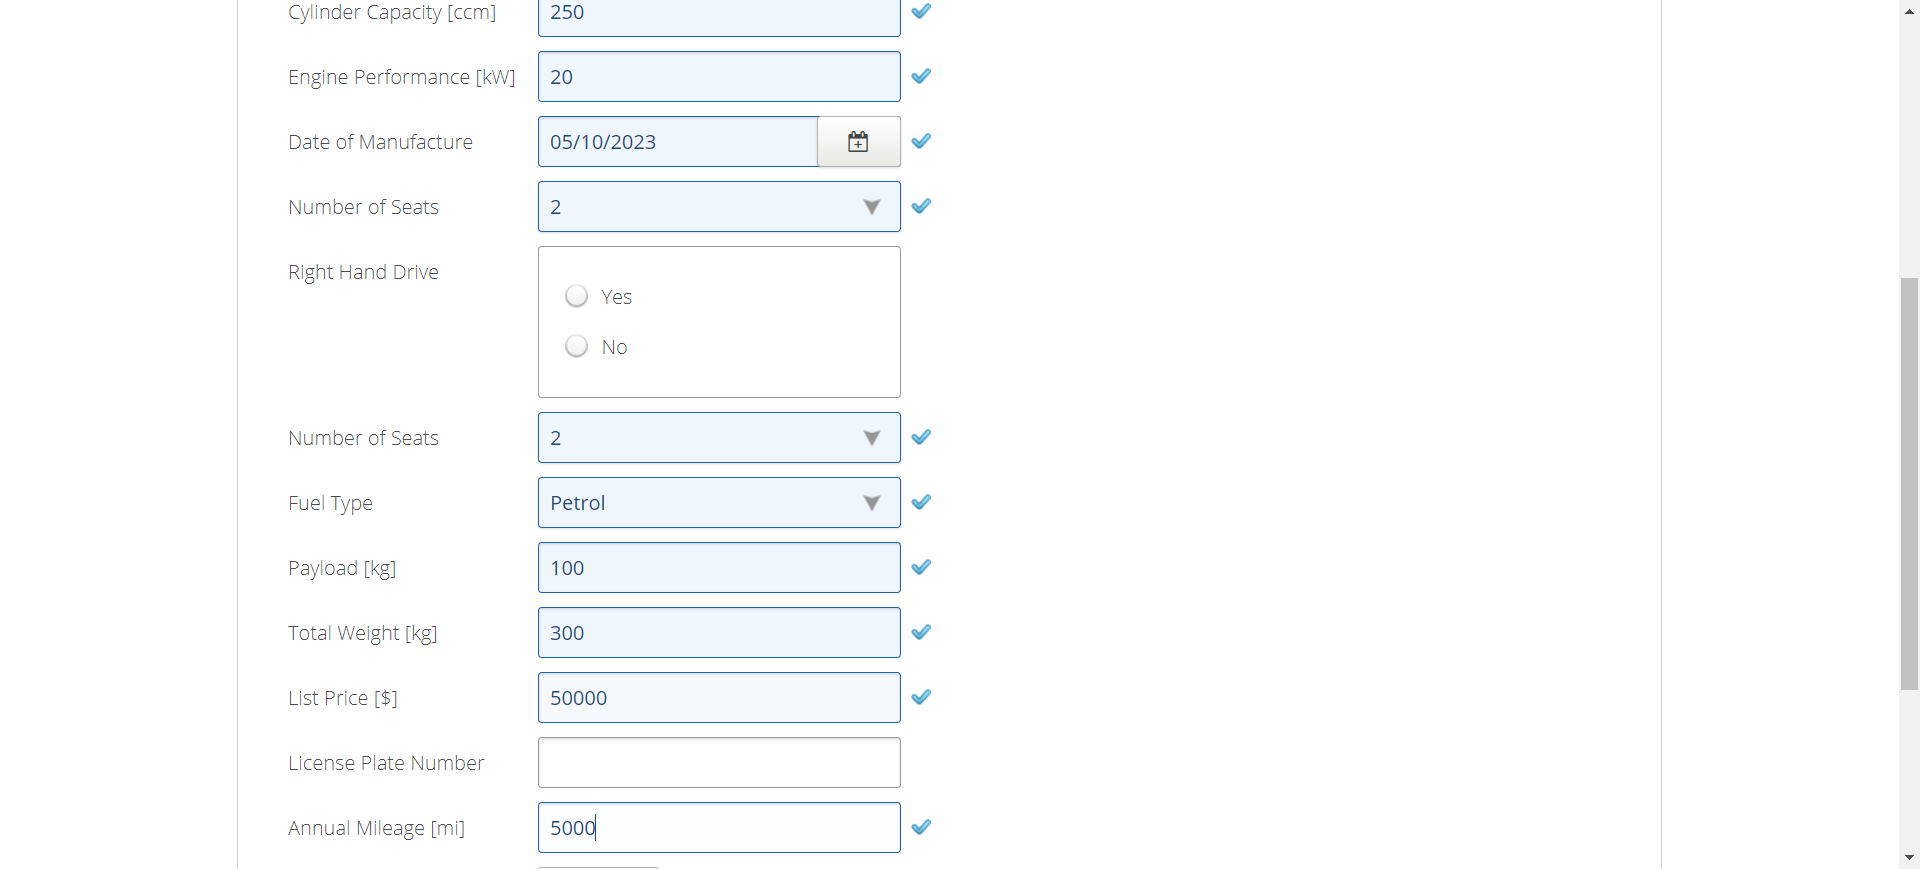 Cylinder Capacity [ccm] 250
Engine Performance [kW] 20
Date of Manufacture 05/10/2023
Number of Seats 2
Right Hand Drive
Yes
No
Number of Seats 2
Fuel Type Petrol
Payload [kg] 100
Total Weight [kg] 300
List Price [$] 50000
License Plate Number
Annual Mileage [mi] 5000